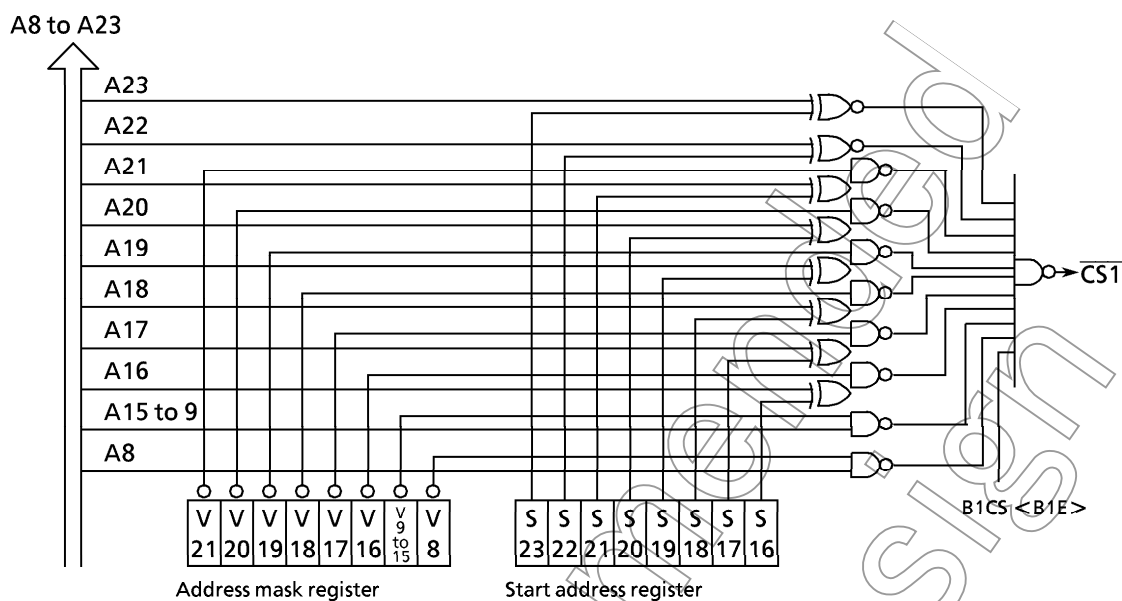 A8 to A23
A23
A22
A21
A20
A19
A18
A17
A16
A15 to 9
A8
CS1
B1CS <B1E>
V 21
V 20
V 19
V 18
V 17
V 16
V 9 to 15
V 8
S 23
S 22
S 21
S 20
S 19
S 18
S 17
S 16
Address mask register
Start address register